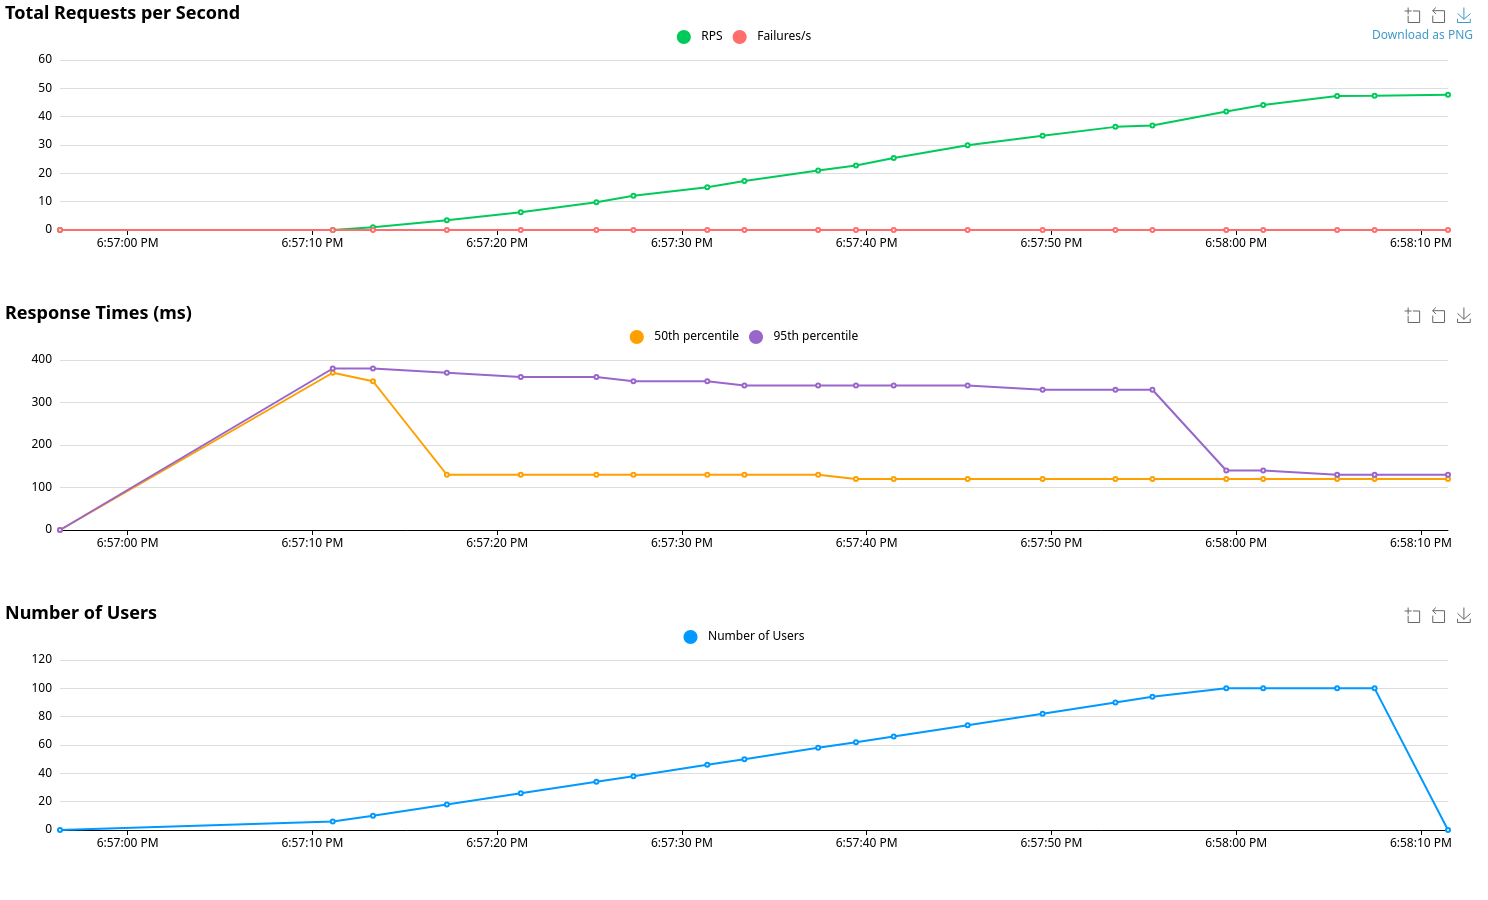 Total Requests per Second
Download as PNG
RPS Failures/s
60
50
40
30
20
10
0
6:57:00 PM 6:57:10 PM 6:57:20 PM 6:57:30 PM 6:57:40 PM 6:57:50 PM 6:58:00 PM 6:58:10 PM
Response Times (ms)
50th percentile 95th percentile
400
300
200
100
0
6:57:00 PM 6:57:10 PM 6:57:20 PM 6:57:30 PM 6:57:40 PM 6:57:50 PM 6:58:00 PM 6:58:10 PM
Number of Users
Number of Users
120
100
80
60
40
20
0
6:57:00 PM 6:57:10 PM 6:57:20 PM 6:57:30 PM 6:57:40 PM 6:57:50 PM 6:58:00 PM 6:58:10 PM